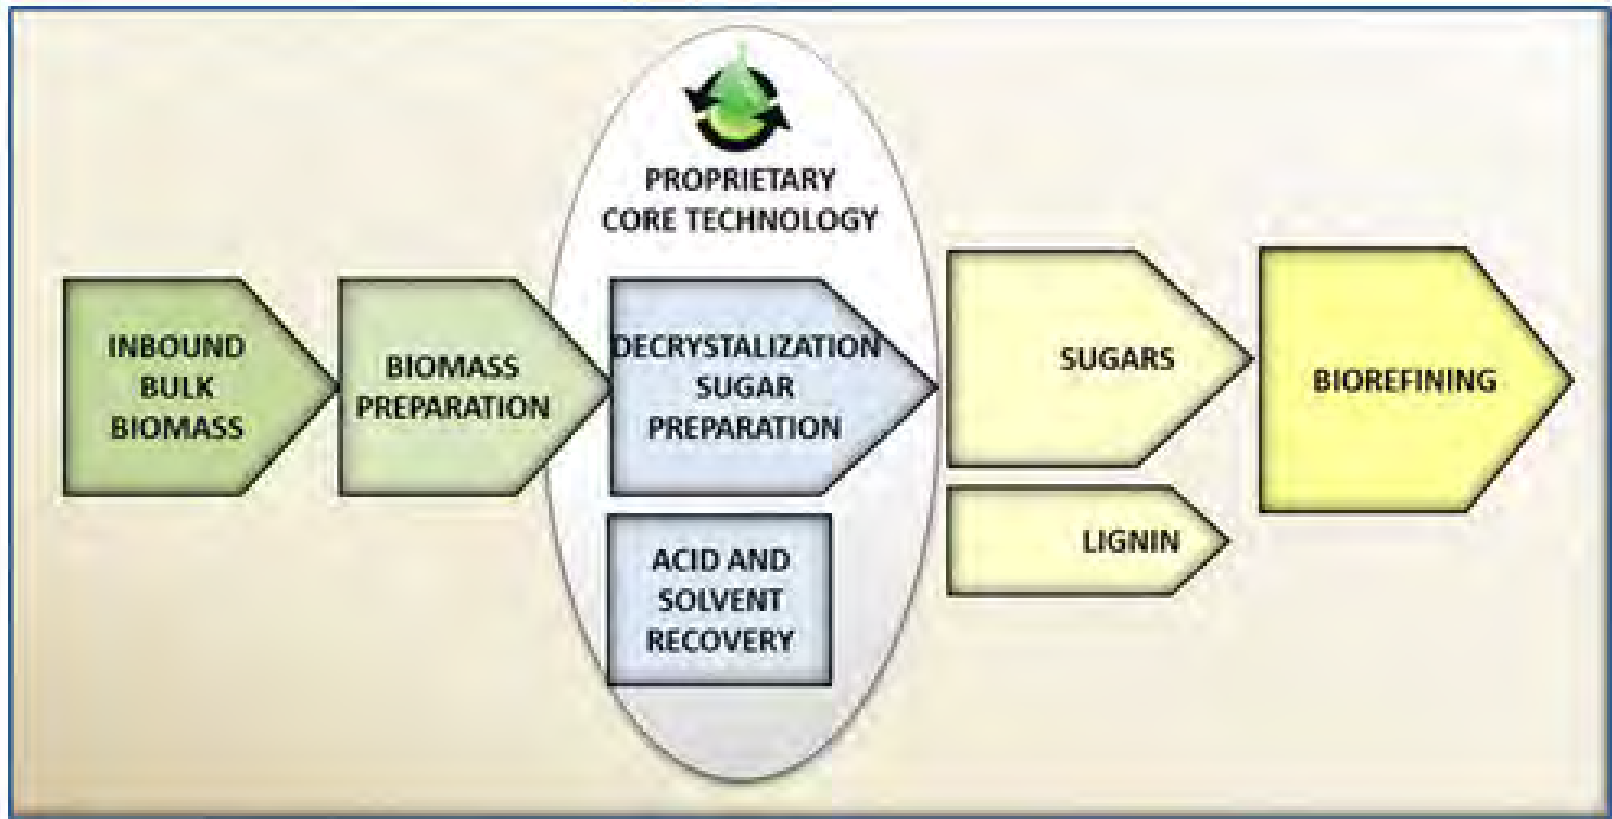 PROPRIETARY
CORE TECHNOLOGY
INBOUND
BULK
BIOMASS
BIOMASS
PREPARATION
DECRYSTALIZATION
SUGAR
PREPARATION
ACID AND
SOLVENT
RECOVERY
SUGARS
LIGNIN
BIOREFINING